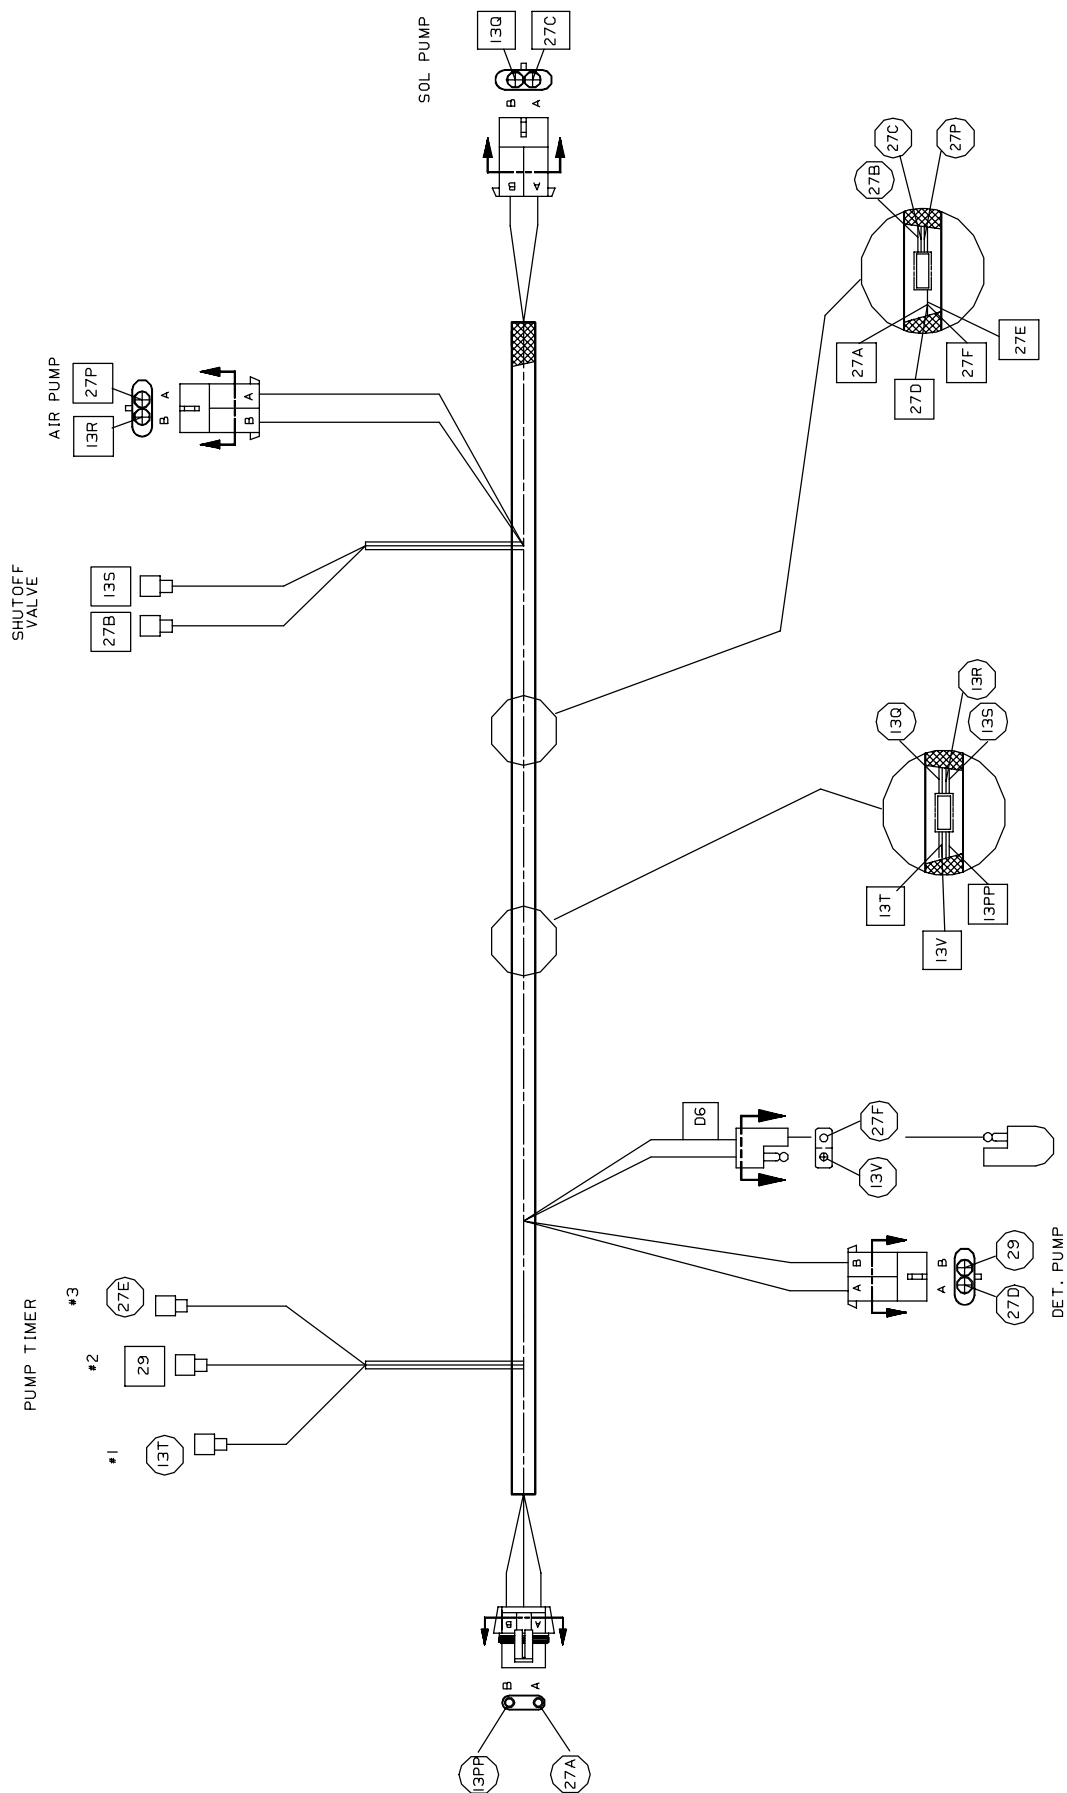 SOL PUMP
13Q
27C
B
A
B
A
AIR PUMP
27P
13R
A
B
A
B
SHUTOFF
VALVE
13S
27B
27C
27P
27B
27A
27D
27F
27E
13R
13Q
13S
13T
13V
13PP
PUMP TIMER
#3
27E
#2
29
#1
13T
D6
27F
13V
B
A
B
A
29
27D
DET. PUMP
B
A
B
A
13PP
27A